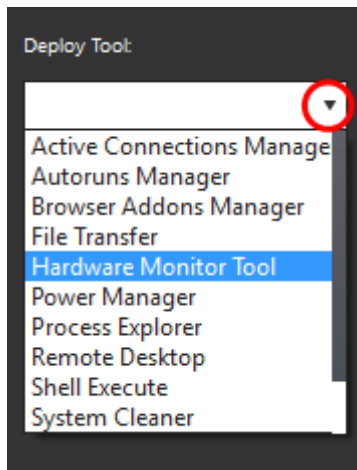 Deploy Tool:
Active Connections Manage
Autoruns Manager
Browser Addons Manager
File Transfer
Hardware Monitor Tool
Power Manager
Process Explorer
Remote Desktop
Shell Execute
System Cleaner